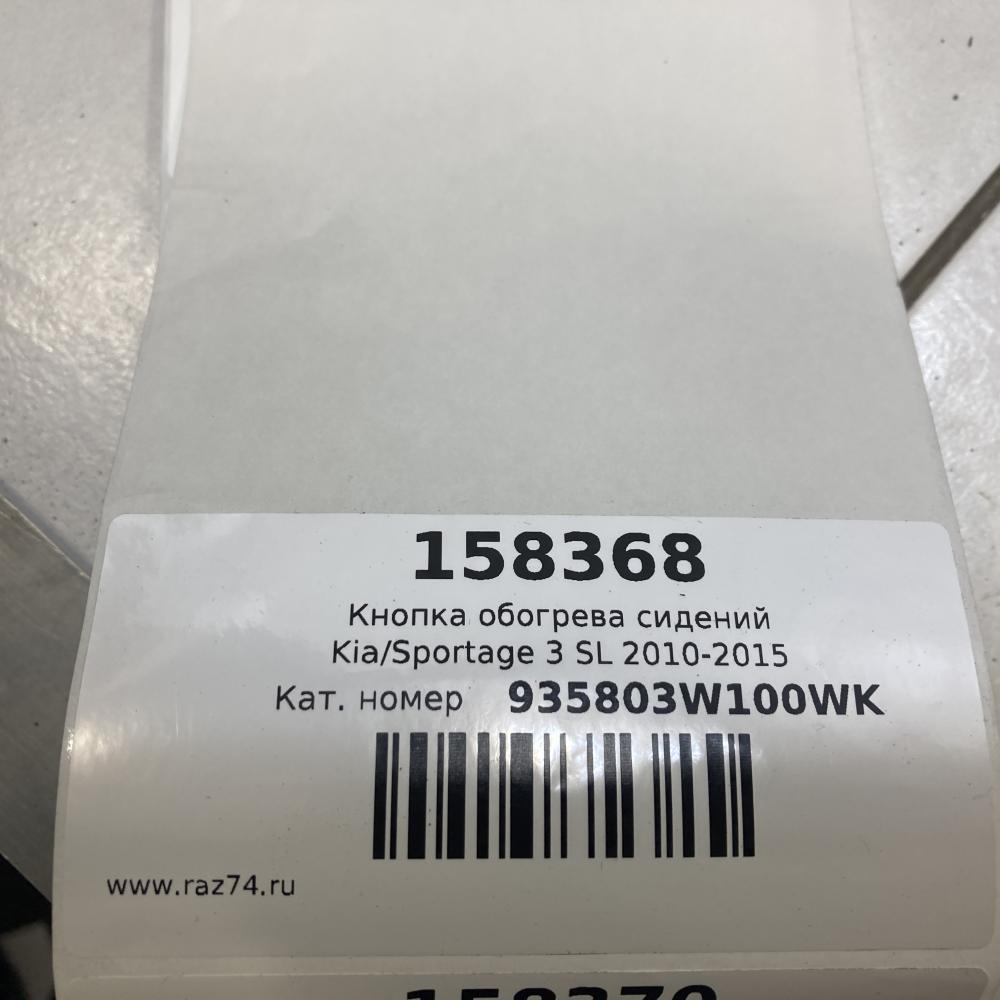 158368
Кнопка обогрева сидений
Kia/Sportage 3 SL 2010-2015
Кат. номер 935803W100WK
www.raz74.ru